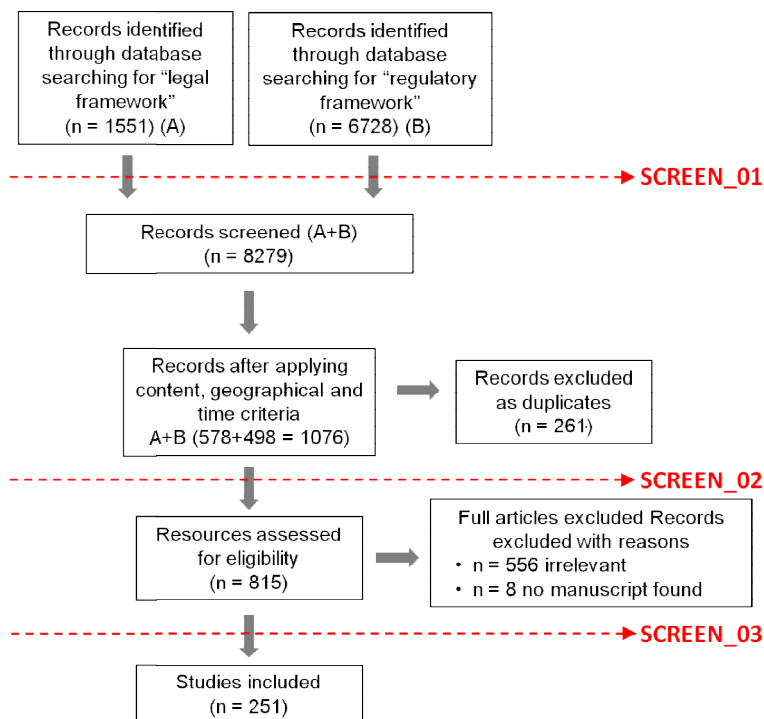 Records identified
through database
searching for “legal
framework”
(n = 1551) (A)
Records identified
through database
searching for “regulatory
framework”
(n = 6728) (B)
SCREEN_01
Records screened (A+B)
(n = 8279)
Records after applying
content, geographical and
time criteria
A+B (578+498 = 1076)
Records excluded
as duplicates
(n = 261)
SCREEN_02
Resources assessed
for eligibility
(n = 815)
Full articles excluded Records
excluded with reasons
• n = 556 irrelevant
• n = 8 no manuscript found
SCREEN_03
Studies included
(n = 251)